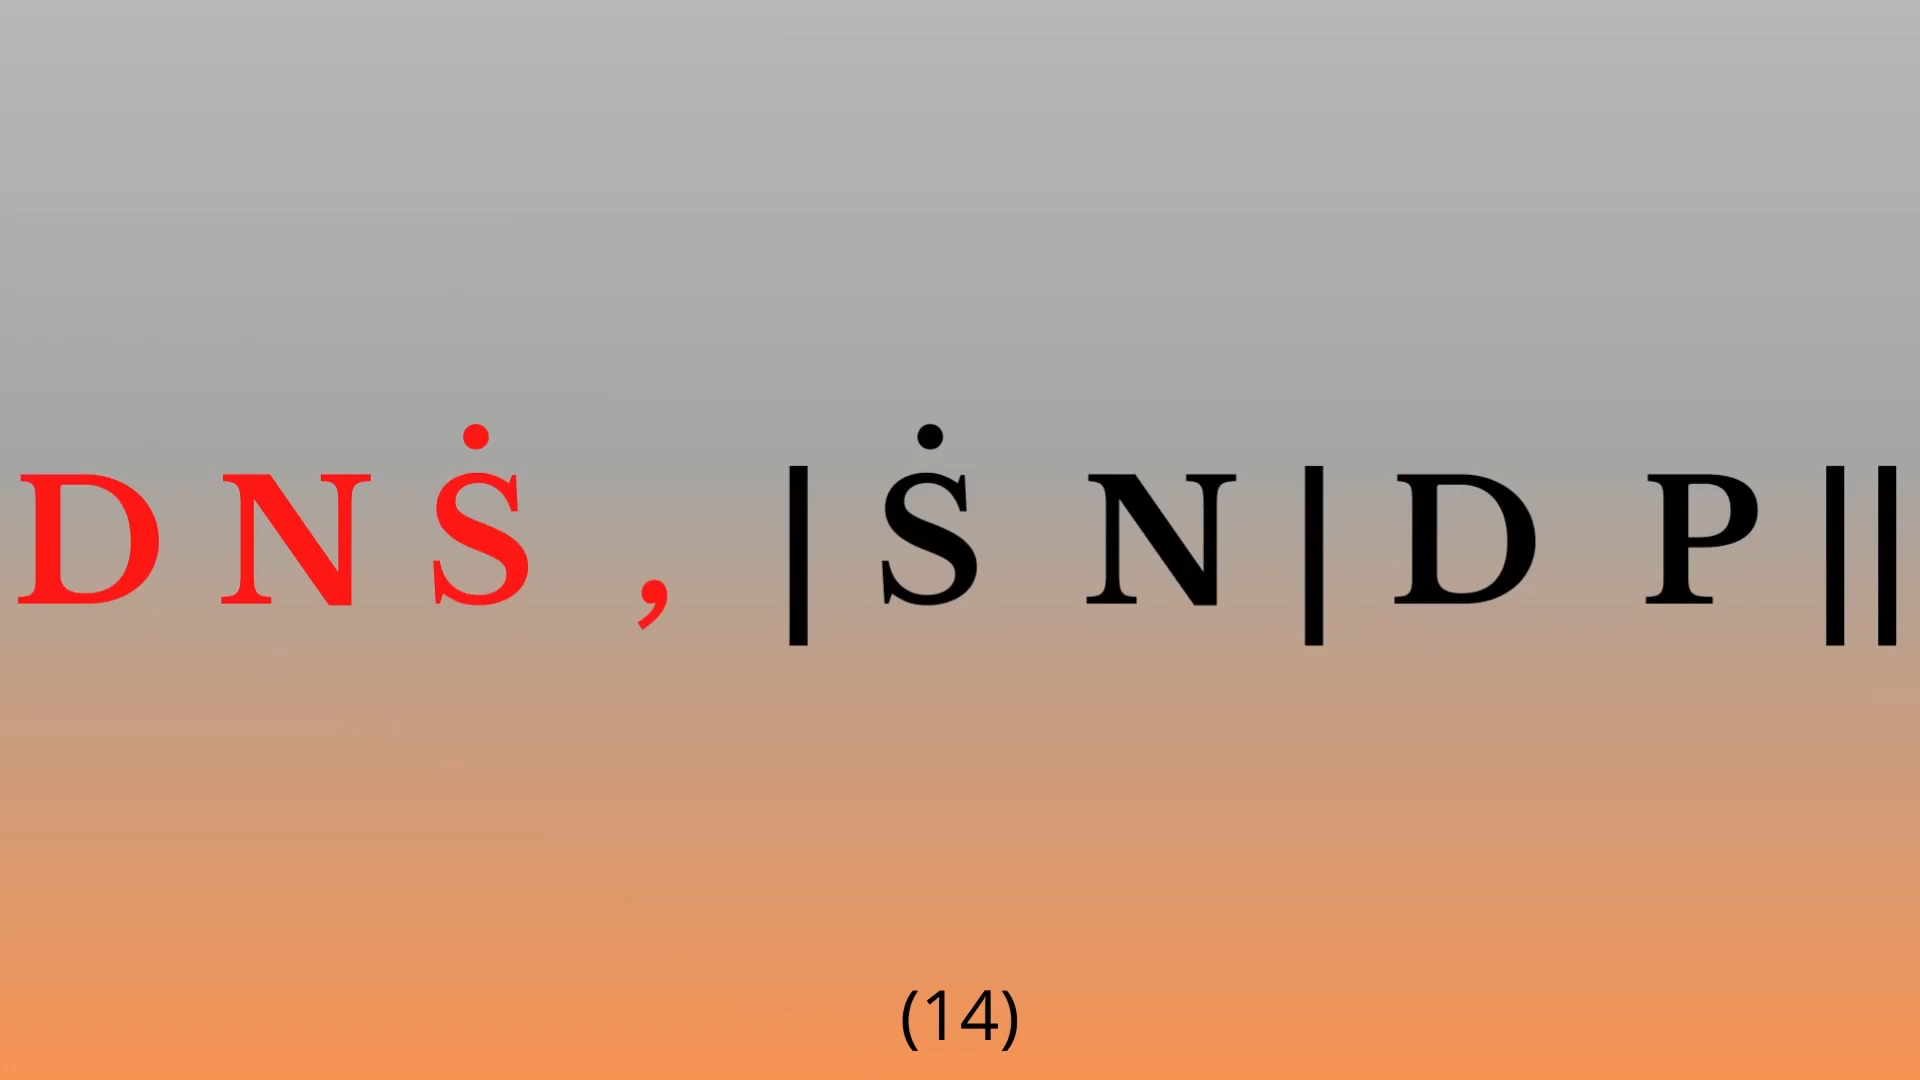 D N Ṡ , | Ṡ N | D P ||
(14)